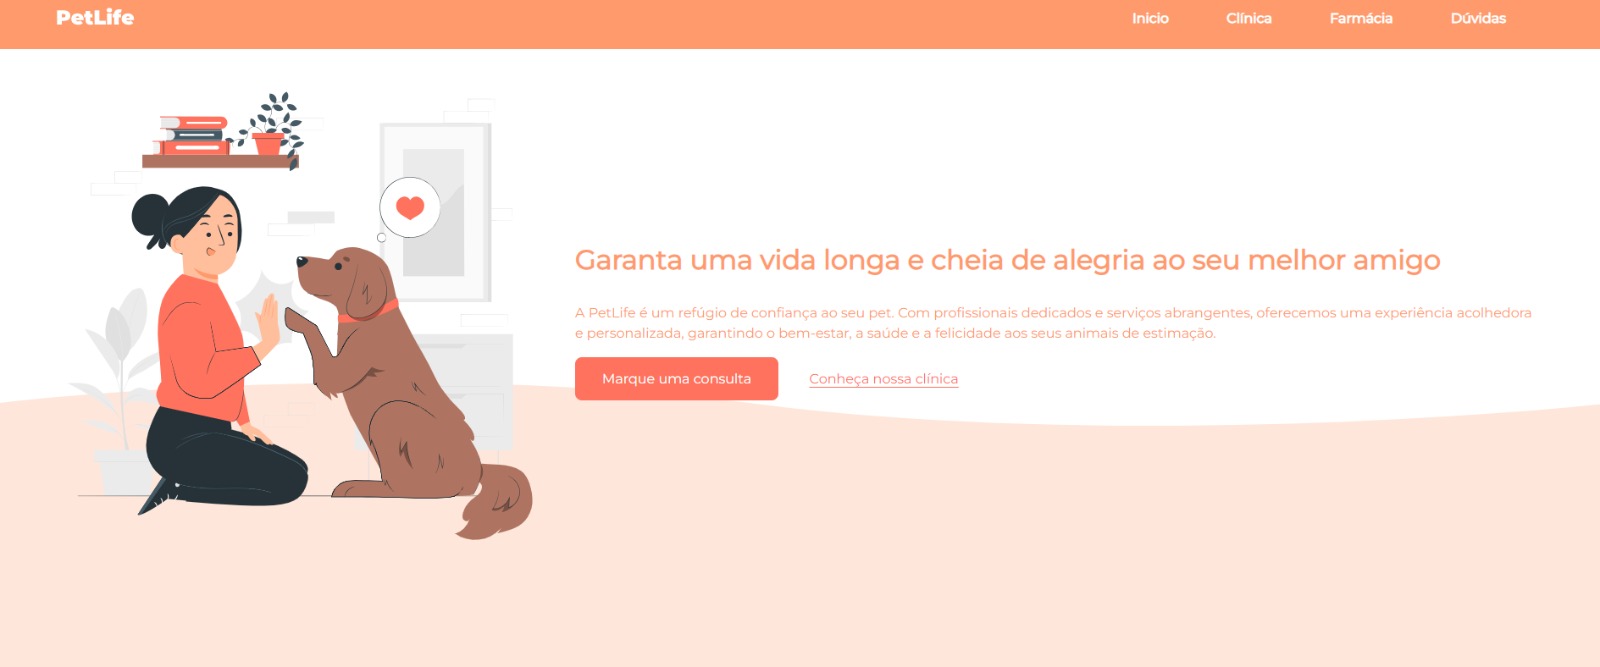 PetLife
Inicio Clínica Farmácia Dúvidas
Garanta uma vida longa e cheia de alegria ao seu melhor amigo
A PetLife é um refúgio de confiança ao seu pet. Com profissionais dedicados e serviços abrangentes, oferecemos uma experiência acolhedora
e personalizada, garantindo o bem-estar, a saúde e a felicidade aos seus animais de estimação.
Marque uma consulta Conheça nossa clínica